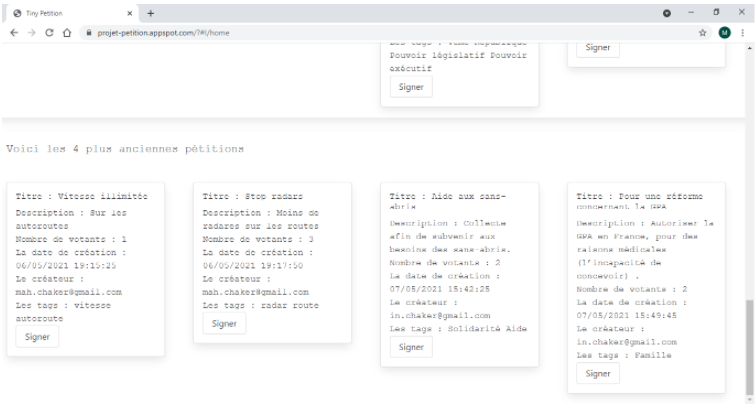 Tiny Petition
projet-petition.appspot.com/?#!/home
M
Les tags : Vème République
Pouvoir législatif Pouvoir
exécutif
Signer
Signer
Voici les 4 plus anciennes pétitions
Titre : Vitesse illimitée
Description : Sur les
autoroutes
Nombre de votants : 1
La date de création :
06/05/2021 19:15:25
Le créateur :
mah.chaker@gmail.com
Les tags : vitesse
autoroute
Signer
Titre : Stop radars
Description : Moins de
radares sur les routes
Nombre de votants : 3
La date de création :
06/05/2021 19:17:50
Le créateur :
mah.chaker@gmail.com
Les tags : radar route
Signer
Titre : Aide aux sans-
abris
Description : Collecte
afin de subvenir aux
besoins des sans-abris.
Nombre de votants : 2
La date de création :
07/05/2021 15:42:25
Le créateur :
in.chaker@gmail.com
Les tags : Solidarité Aide
Signer
Titre : Pour une réforme
concernant la GPA
Description : Autoriser la
GPA en France, pour des
raisons médicales
(l'incapacité de
concevoir) .
Nombre de votants : 2
La date de création :
07/05/2021 15:49:45
Le créateur :
in.chaker@gmail.com
Les tags : Famille
Signer